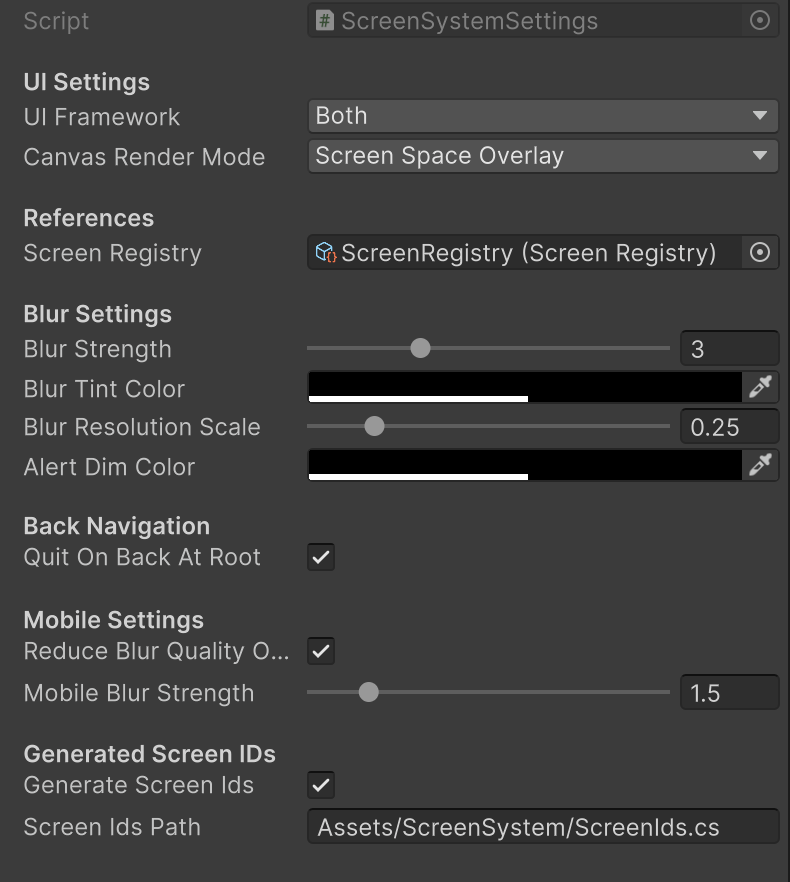 Script ScreenSystemSettings
UI Settings
UI Framework Both
Canvas Render Mode Screen Space Overlay
References
Screen Registry ScreenRegistry (Screen Registry)
Blur Settings
Blur Strength 3
Blur Tint Color
Blur Resolution Scale 0.25
Alert Dim Color
Back Navigation
Quit On Back At Root
Mobile Settings
Reduce Blur Quality O...
Mobile Blur Strength 1.5
Generated Screen IDs
Generate Screen Ids
Screen Ids Path Assets/ScreenSystem/ScreenIds.cs